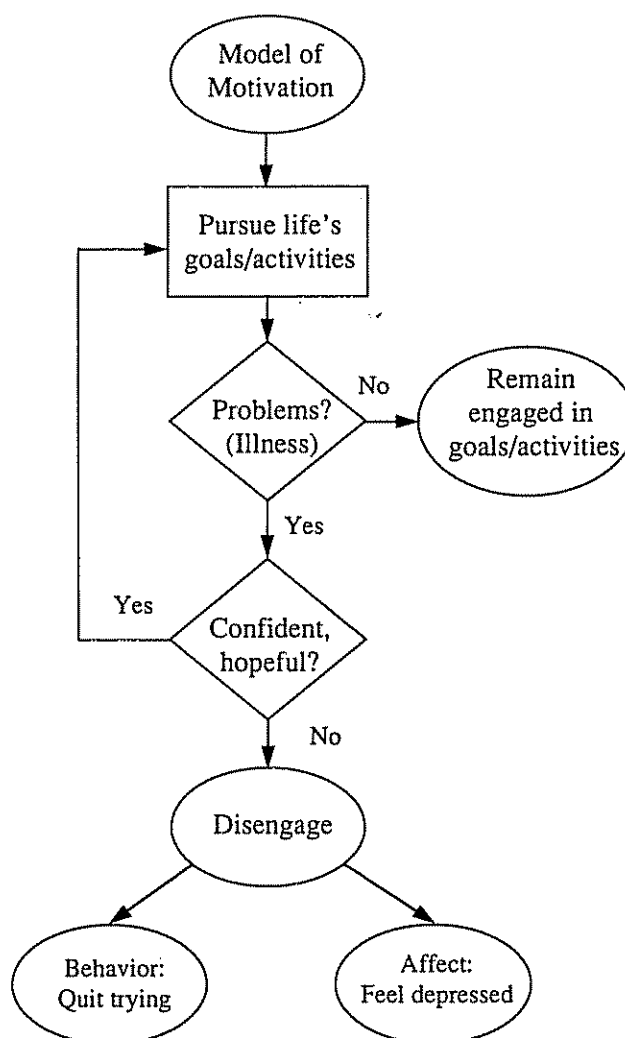 Model of
Motivation
Pursue life's
goals/activities
Problems?
(Illness)
No
Remain
engaged in
goals/activities
Yes
Yes
Confident,
hopeful?
No
Disengage
Behavior:
Quit trying
Affect:
Feel depressed